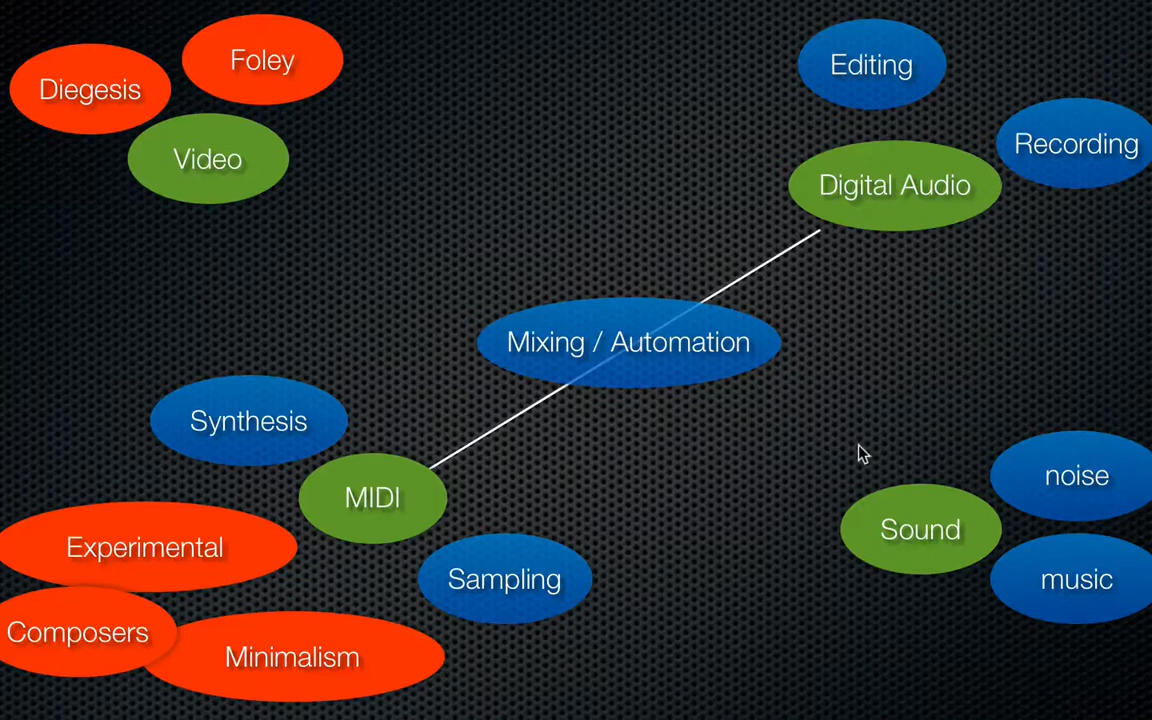 Foley
Editing
Diegesis
Recording
Video
Digital Audio
Mixing / Automation
Synthesis
noise
MIDI
Sound
Experimental
Sampling
music
Composers
Minimalism